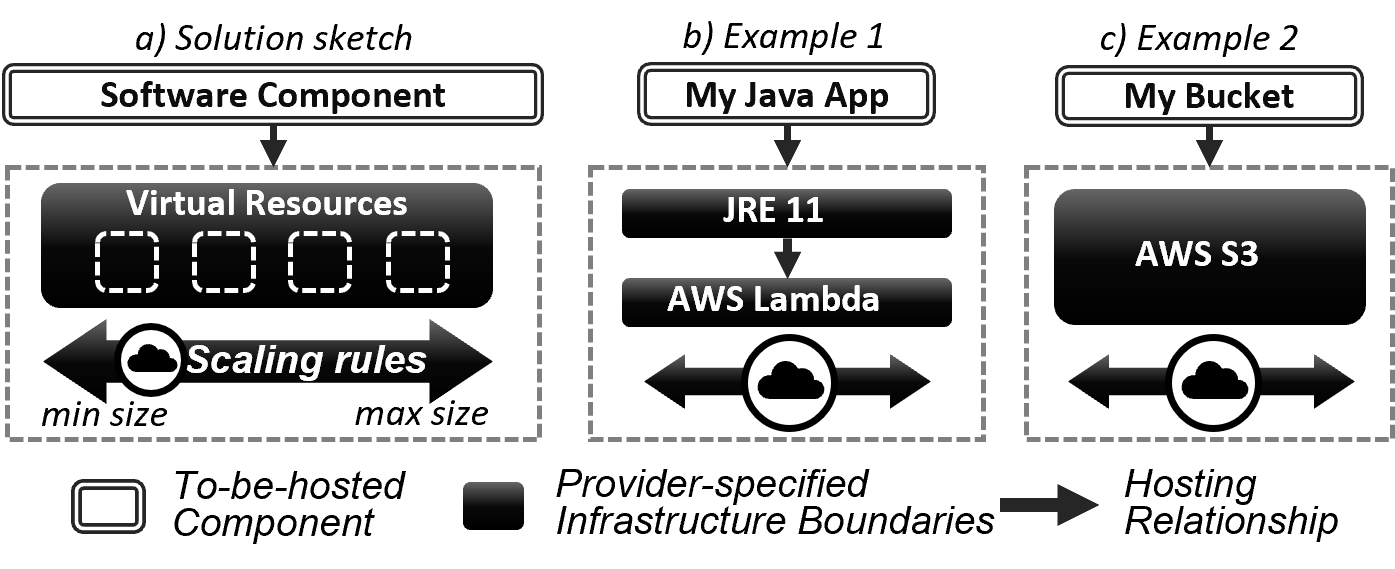 a) Solution sketch
b) Example 1
c) Example 2
Software Component
My Java App
My Bucket
Virtual Resources
JRE 11
AWS Lambda
AWS S3
Scaling rules
min size
max size
To-be-hosted
Component
Provider-specified
Infrastructure Boundaries
Hosting
Relationship